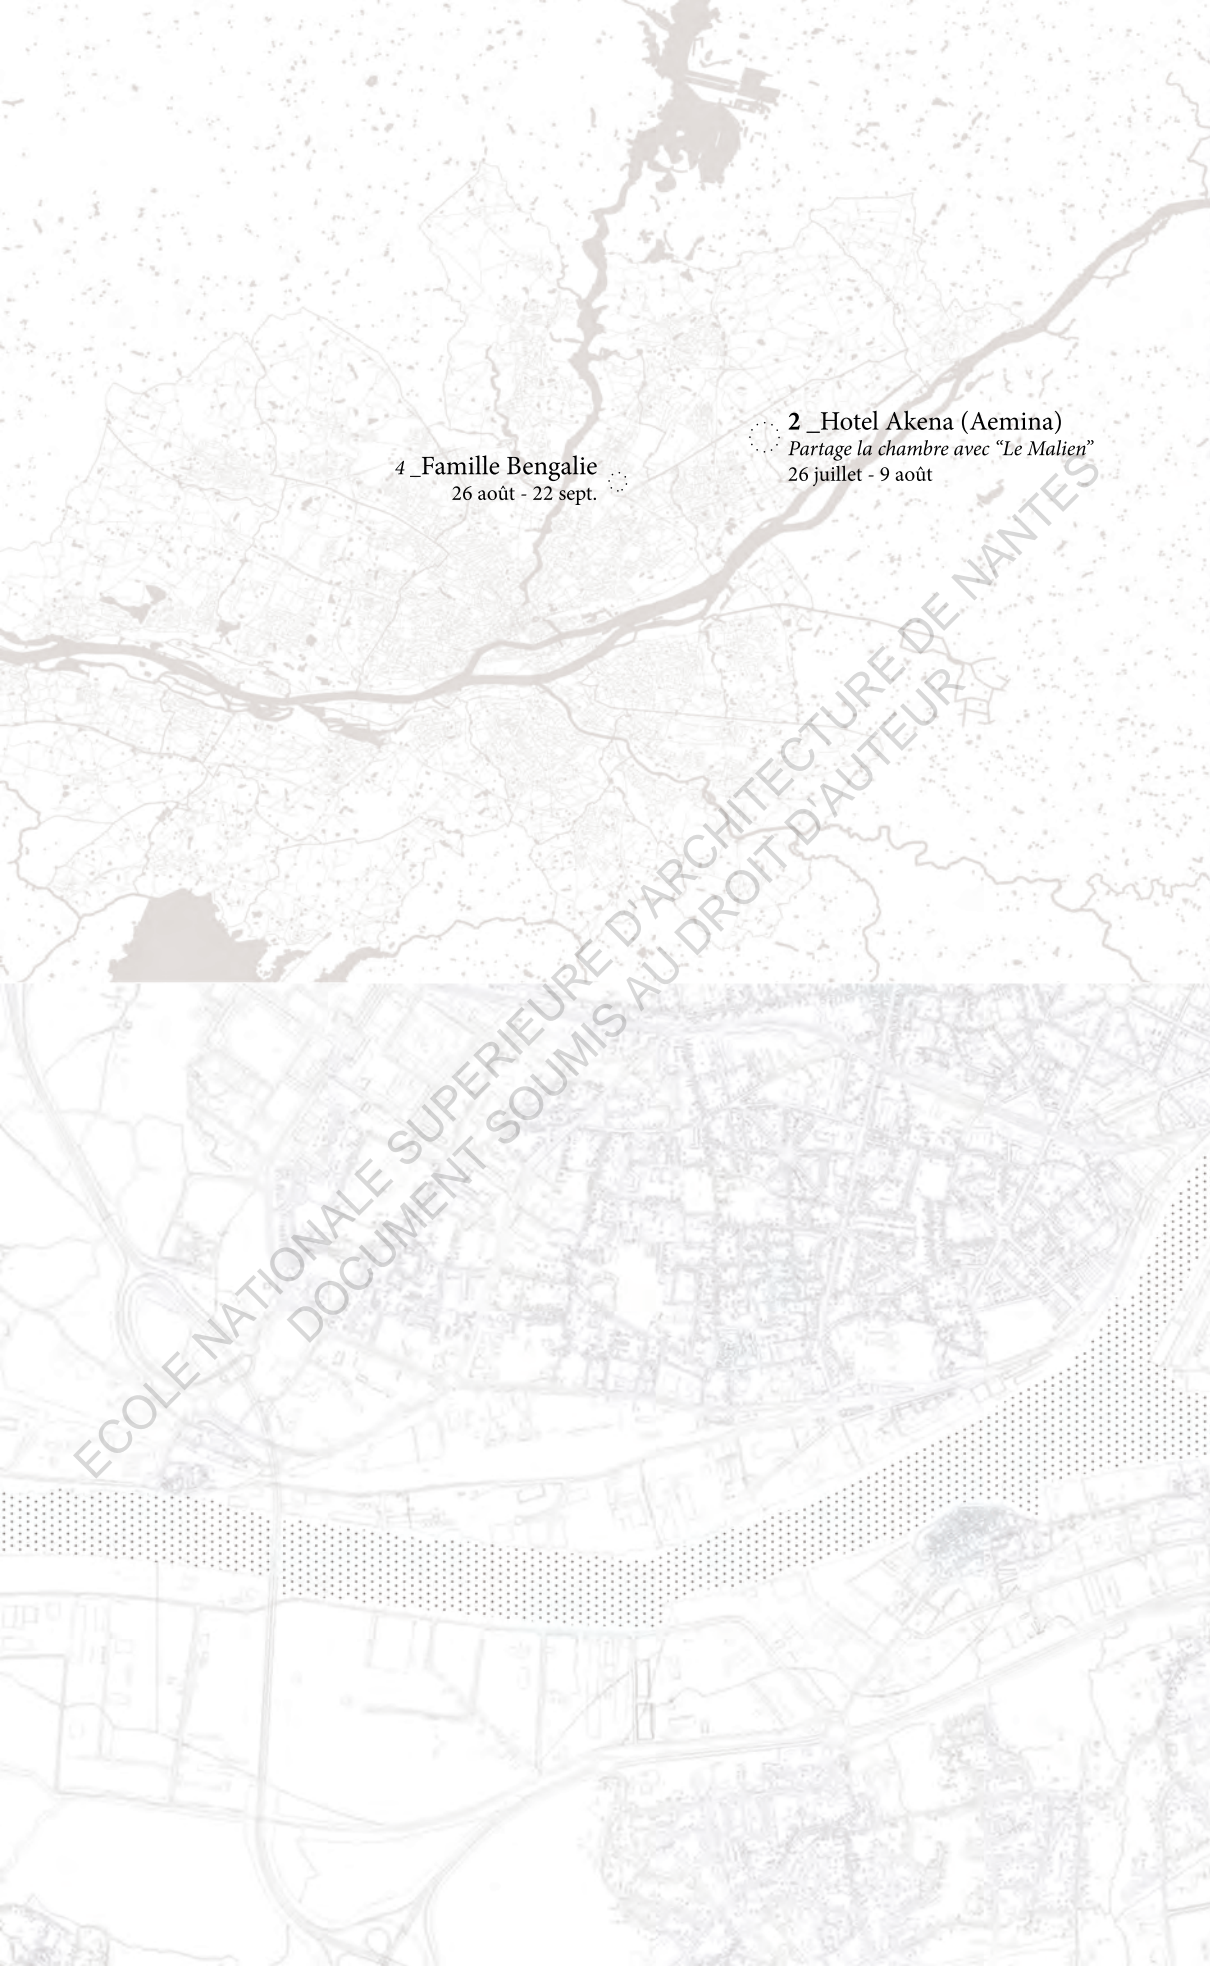 2 _Hotel Akena (Aemina)
Partage la chambre avec “Le Malien”
26 juillet - 9 août
4 _Famille Bengalie
26 août - 22 sept.
ECOLE NATIONALE SUPERIEURE D'ARCHITECTURE DE NANTES
DOCUMENT SOUMIS AU DROIT D'AUTEUR